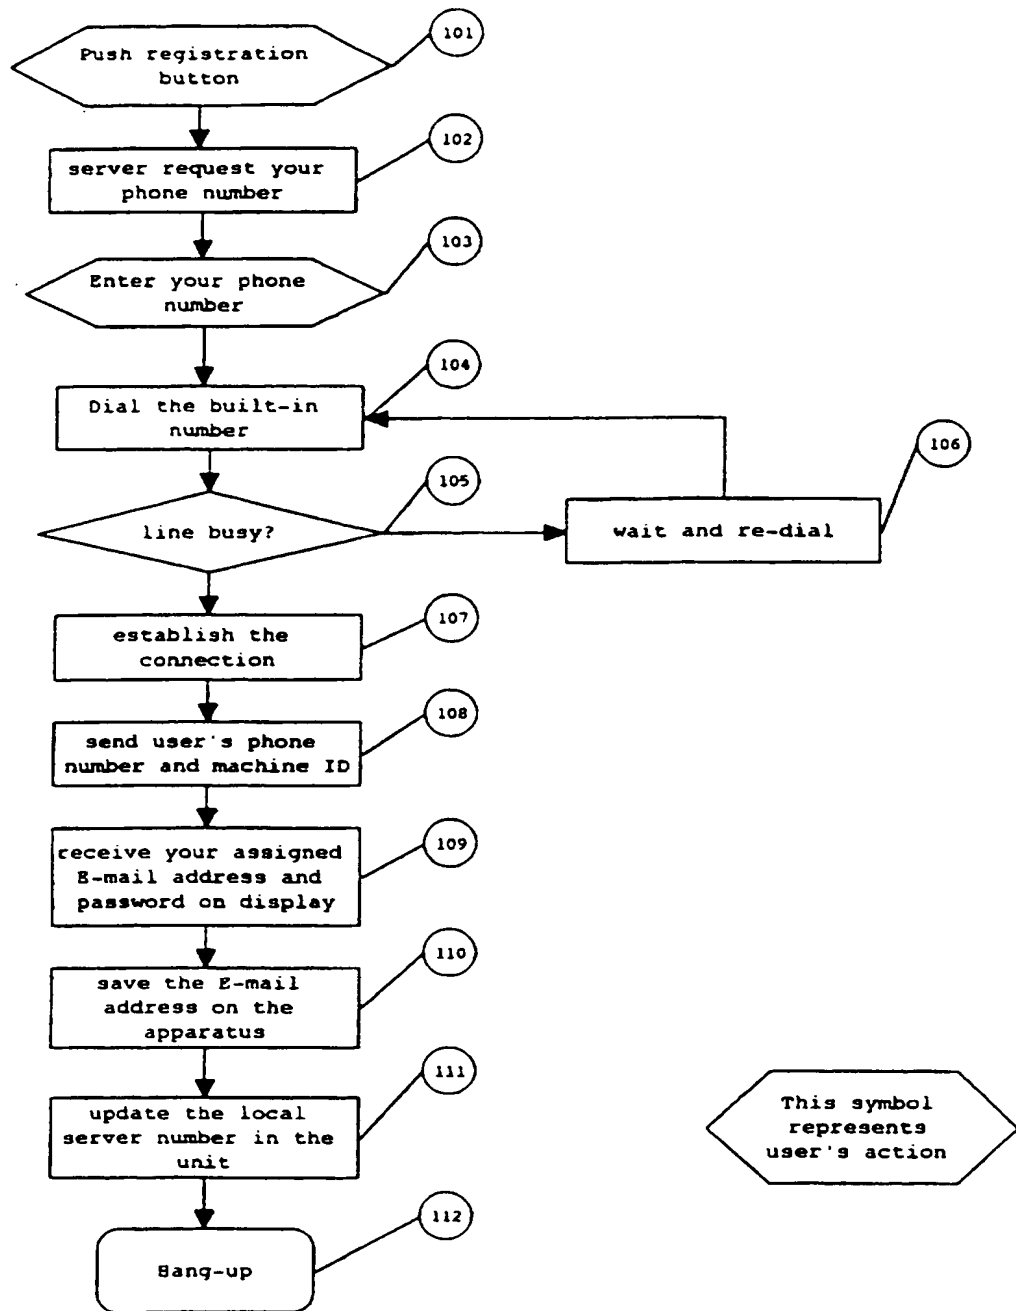 101
Push registration
button
102
server request your
phone number
103
Enter your phone
number
104
Dial the built-in
number
105
106
line busy?
wait and re-dial
107
establish the
connection
108
send user's phone
number and machine ID
109
receive your assigned
E-mail address and
password on display
110
save the E-mail
address on the
apparatus
111
update the local
server number in the
unit
This symbol
represents
user's action
112
Hang-up